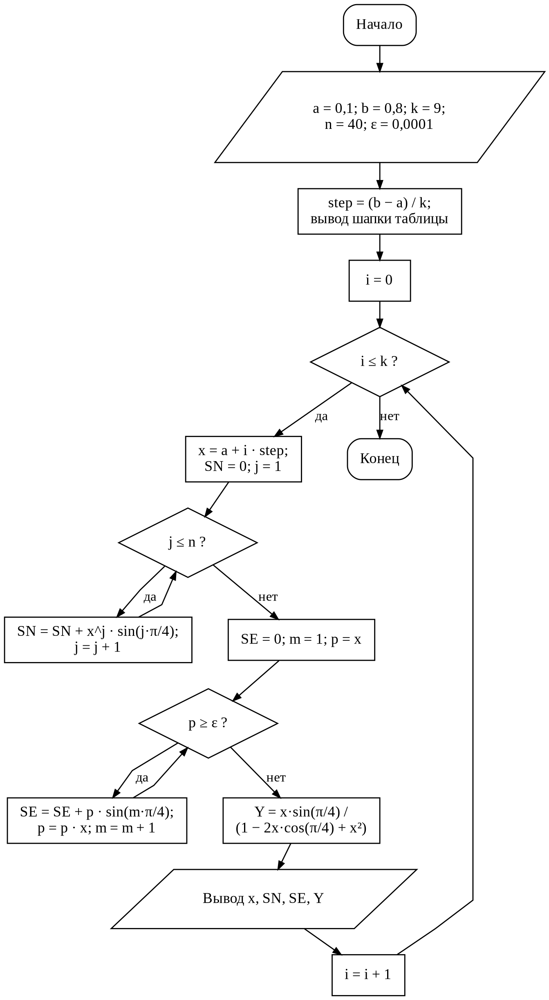 Начало
a = 0,1; b = 0,8; k = 9;
n = 40; ε = 0,0001
step = (b − a) / k;
вывод шапки таблицы
i = 0
i ≤ k ?
да
нет
x = a + i · step;
SN = 0; j = 1
Конец
j ≤ n ?
да
нет
SN = SN + x^j · sin(j·π/4);
j = j + 1
SE = 0; m = 1; p = x
p ≥ ε ?
да
нет
SE = SE + p · sin(m·π/4);
p = p · x; m = m + 1
Y = x·sin(π/4) /
(1 − 2x·cos(π/4) + x²)
Вывод x, SN, SE, Y
i = i + 1